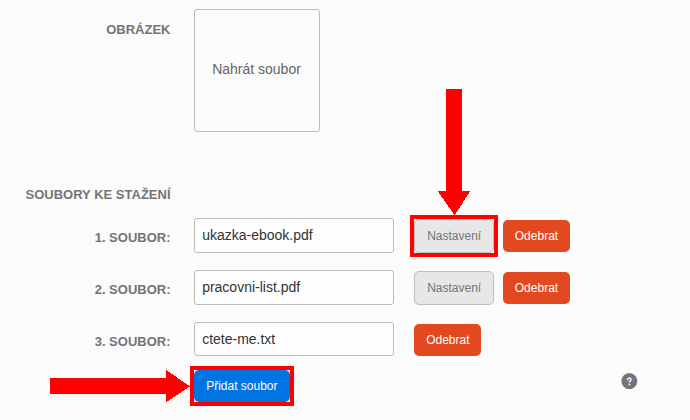 OBRÁZEK
Nahrát soubor
SOUBORY KE STAŽENÍ
1. SOUBOR: ukazka-ebook.pdf Nastavení Odebrat
2. SOUBOR: pracovni-list.pdf Nastavení Odebrat
3. SOUBOR: ctete-me.txt Odebrat
Přidat soubor ?